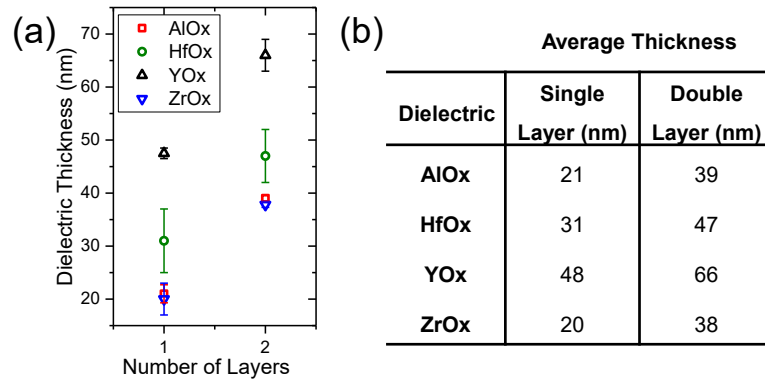 (a)
Dielectric Thickness (nm)
70
60
50
40
30
20
AlOx
HfOx
YOx
ZrOx
1
2
Number of Layers
(b)
Average Thickness
Dielectric
Single
Layer (nm)
Double
Layer (nm)
AlOx 21 39
HfOx 31 47
YOx 48 66
ZrOx 20 38